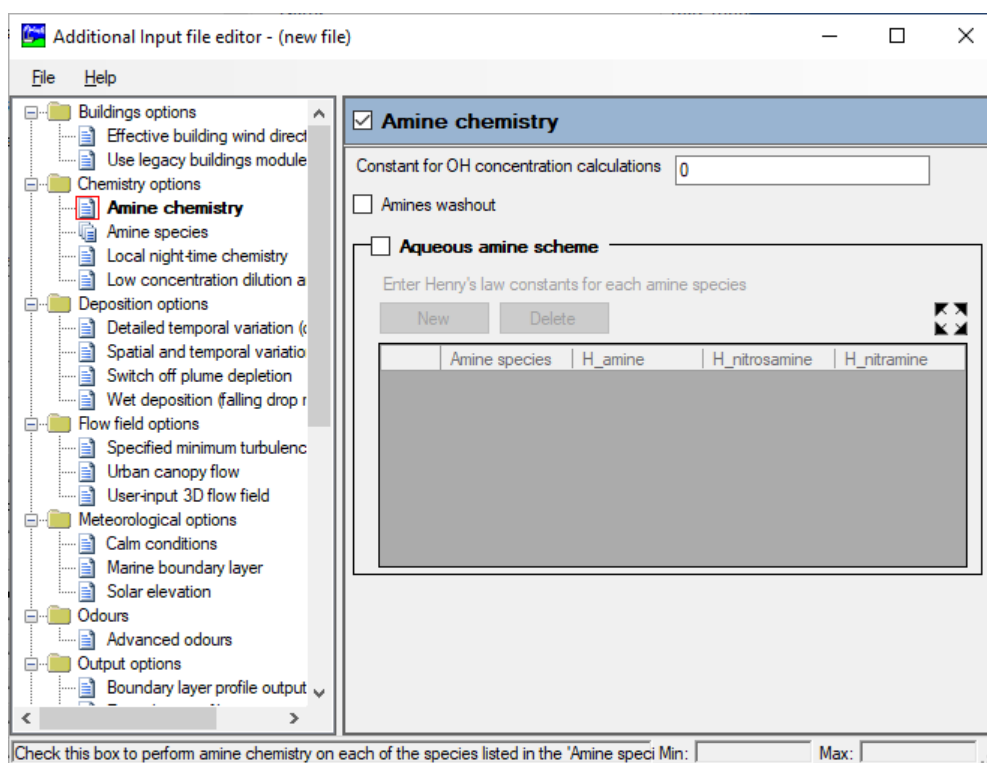 Additional Input file editor - (new file)
File Help
Buildings options
Effective building wind direct
Use legacy buildings module
Chemistry options
Amine chemistry
Amine species
Local night-time chemistry
Low concentration dilution a
Deposition options
Detailed temporal variation (c
Spatial and temporal variatio
Switch off plume depletion
Wet deposition (falling drop r
Flow field options
Specified minimum turbulenc
Urban canopy flow
User-input 3D flow field
Meteorological options
Calm conditions
Marine boundary layer
Solar elevation
Odours
Advanced odours
Output options
Boundary layer profile output
Amine chemistry
Constant for OH concentration calculations 0
Amines washout
Aqueous amine scheme
Enter Henry's law constants for each amine species
New Delete
Amine species H_amine H_nitrosamine H_nitramine
Check this box to perform amine chemistry on each of the species listed in the 'Amine speci Min: Max: